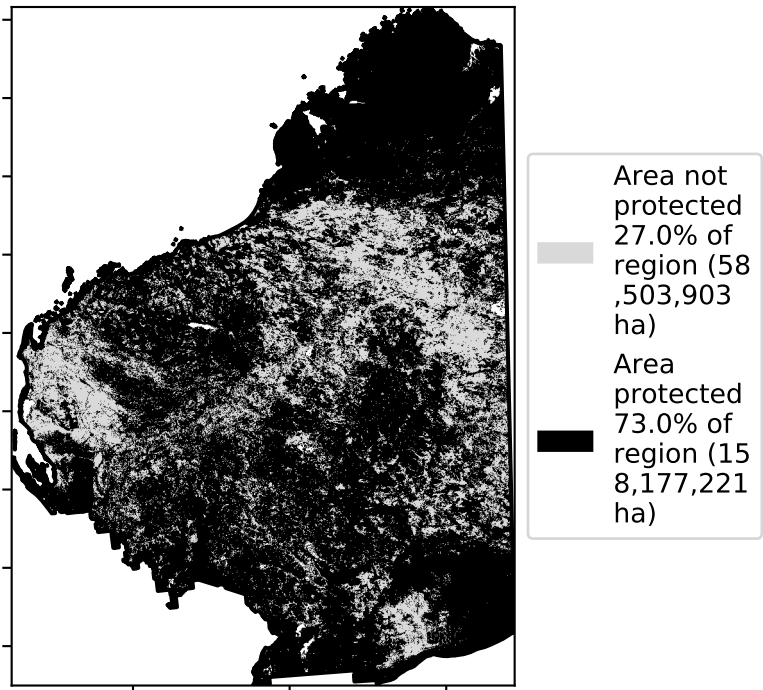 Area not
protected
27.0% of
region (58
,503,903
ha)
Area
protected
73.0% of
region (15
8,177,221
ha)